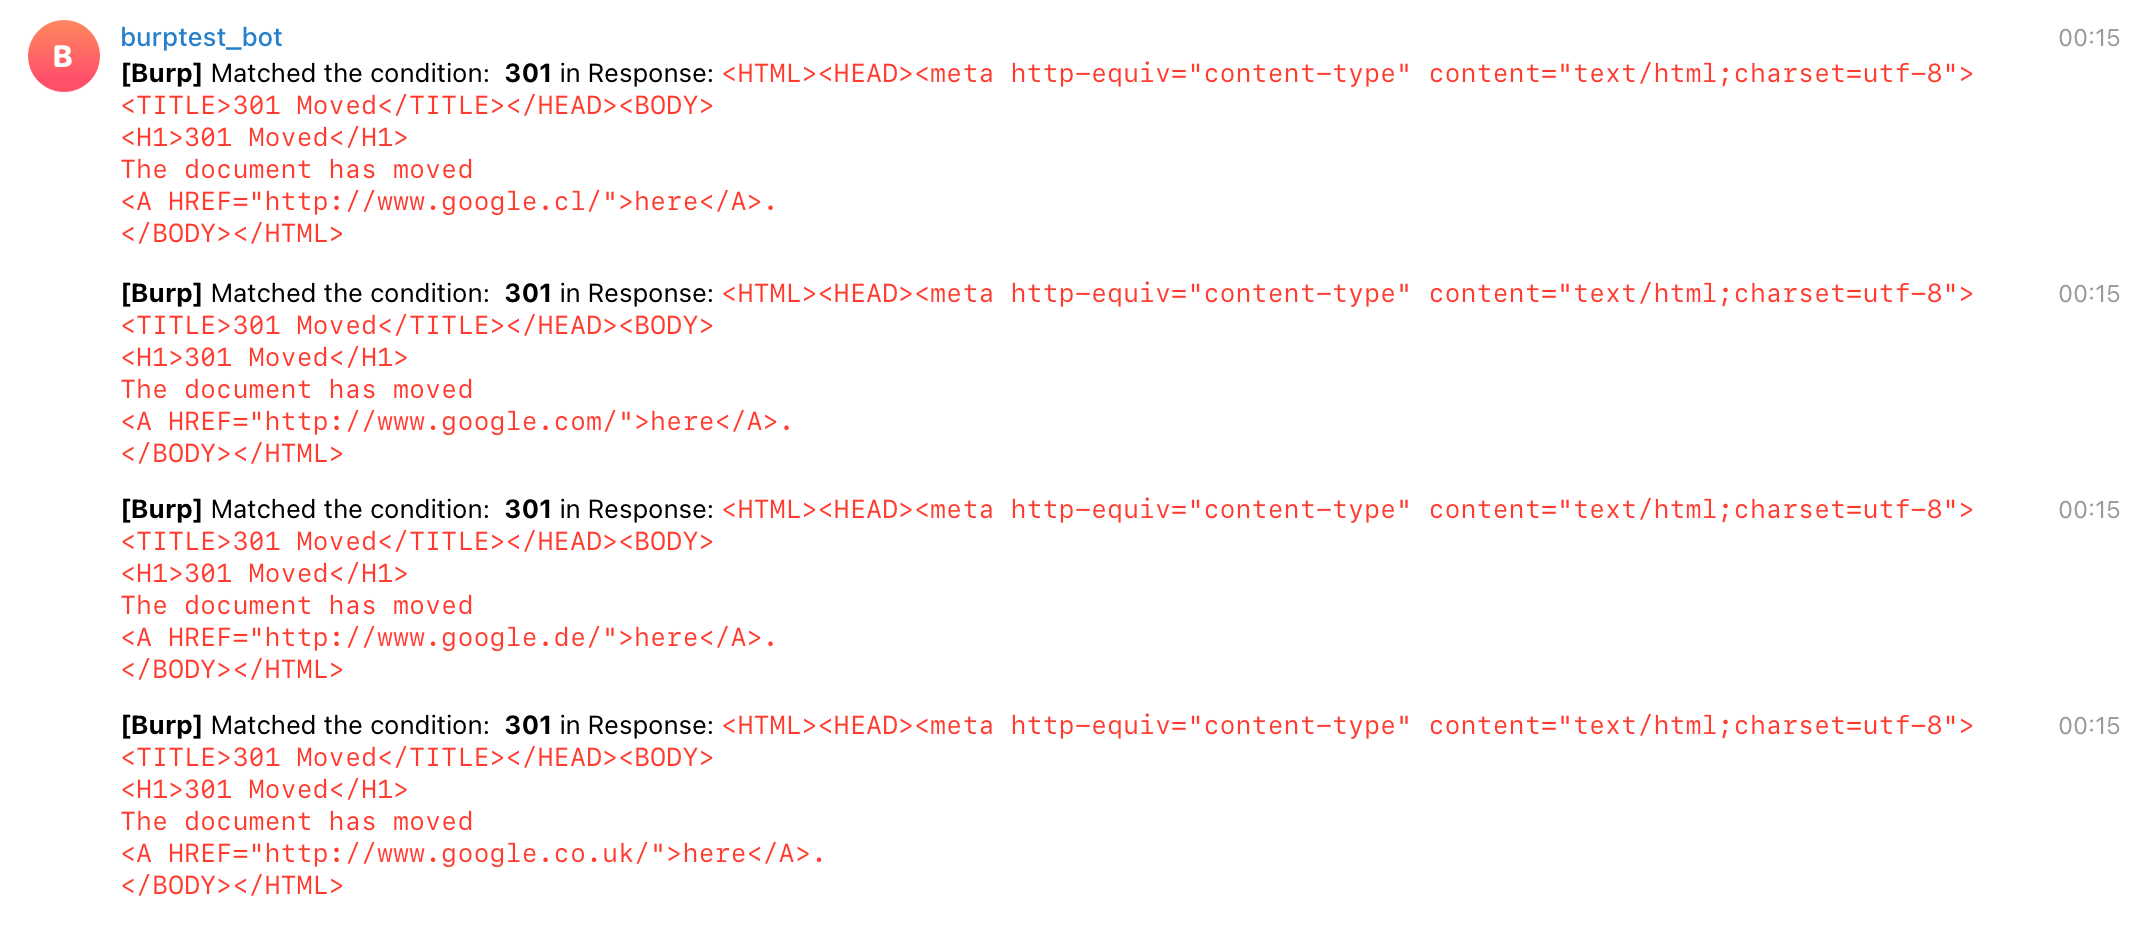 B
burptest_bot 00:15
[Burp] Matched the condition:  301 in Response: <HTML><HEAD><meta http-equiv="content-type" content="text/html;charset=utf-8">
<TITLE>301 Moved</TITLE></HEAD><BODY>
<H1>301 Moved</H1>
The document has moved
<A HREF="http://www.google.cl/">here</A>.
</BODY></HTML>
[Burp] Matched the condition:  301 in Response: <HTML><HEAD><meta http-equiv="content-type" content="text/html;charset=utf-8"> 00:15
<TITLE>301 Moved</TITLE></HEAD><BODY>
<H1>301 Moved</H1>
The document has moved
<A HREF="http://www.google.com/">here</A>.
</BODY></HTML>
[Burp] Matched the condition:  301 in Response: <HTML><HEAD><meta http-equiv="content-type" content="text/html;charset=utf-8"> 00:15
<TITLE>301 Moved</TITLE></HEAD><BODY>
<H1>301 Moved</H1>
The document has moved
<A HREF="http://www.google.de/">here</A>.
</BODY></HTML>
[Burp] Matched the condition:  301 in Response: <HTML><HEAD><meta http-equiv="content-type" content="text/html;charset=utf-8"> 00:15
<TITLE>301 Moved</TITLE></HEAD><BODY>
<H1>301 Moved</H1>
The document has moved
<A HREF="http://www.google.co.uk/">here</A>.
</BODY></HTML>